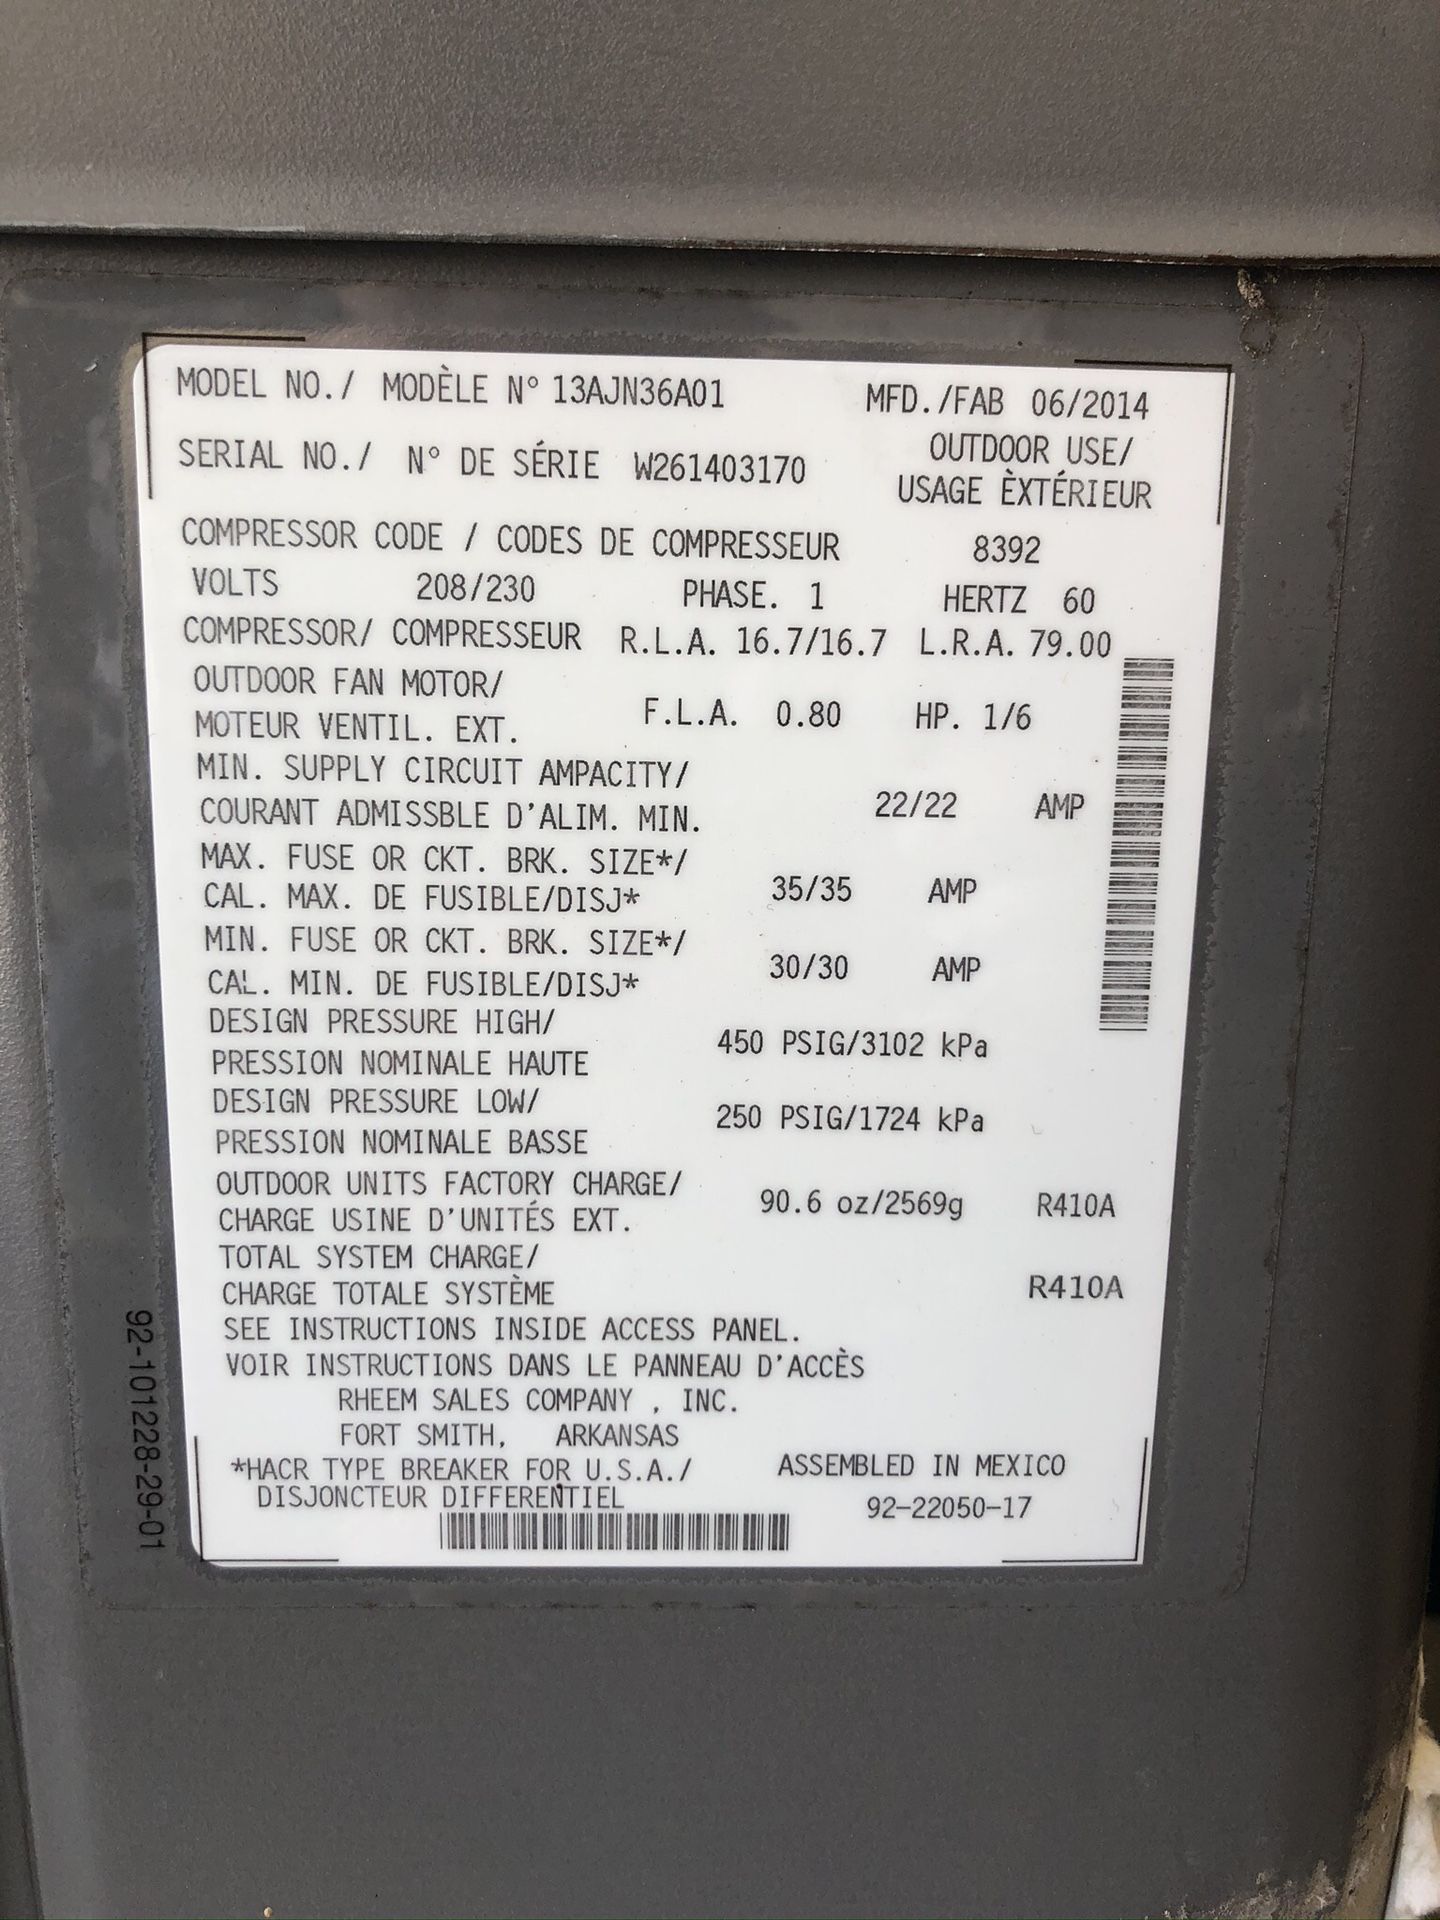 MODEL NO./ MODÈLE N° 13AJN36A01 MFD./FAB 06/2014
SERIAL NO./ N° DE SÉRIE W261403170 OUTDOOR USE/
USAGE ÈXTÉRIEUR
COMPRESSOR CODE / CODES DE COMPRESSEUR 8392
VOLTS 208/230 PHASE. 1 HERTZ 60
COMPRESSOR/ COMPRESSEUR R.L.A. 16.7/16.7 L.R.A. 79.00
OUTDOOR FAN MOTOR/
MOTEUR VENTIL. EXT. F.L.A. 0.80 HP. 1/6
MIN. SUPPLY CIRCUIT AMPACITY/
COURANT ADMISSBLE D'ALIM. MIN. 22/22 AMP
MAX. FUSE OR CKT. BRK. SIZE*/
CAL. MAX. DE FUSIBLE/DISJ* 35/35 AMP
MIN. FUSE OR CKT. BRK. SIZE*/
CAL. MIN. DE FUSIBLE/DISJ* 30/30 AMP
DESIGN PRESSURE HIGH/
PRESSION NOMINALE HAUTE 450 PSIG/3102 kPa
DESIGN PRESSURE LOW/
PRESSION NOMINALE BASSE 250 PSIG/1724 kPa
OUTDOOR UNITS FACTORY CHARGE/
CHARGE USINE D'UNITÉS EXT. 90.6 oz/2569g R410A
TOTAL SYSTEM CHARGE/
CHARGE TOTALE SYSTÈME R410A
SEE INSTRUCTIONS INSIDE ACCESS PANEL.
VOIR INSTRUCTIONS DANS LE PANNEAU D'ACCÈS
RHEEM SALES COMPANY , INC.
FORT SMITH, ARKANSAS
*HACR TYPE BREAKER FOR U.S.A./ ASSEMBLED IN MEXICO
DISJONCTEUR DIFFERENTIEL 92-22050-17
92-101228-29-01